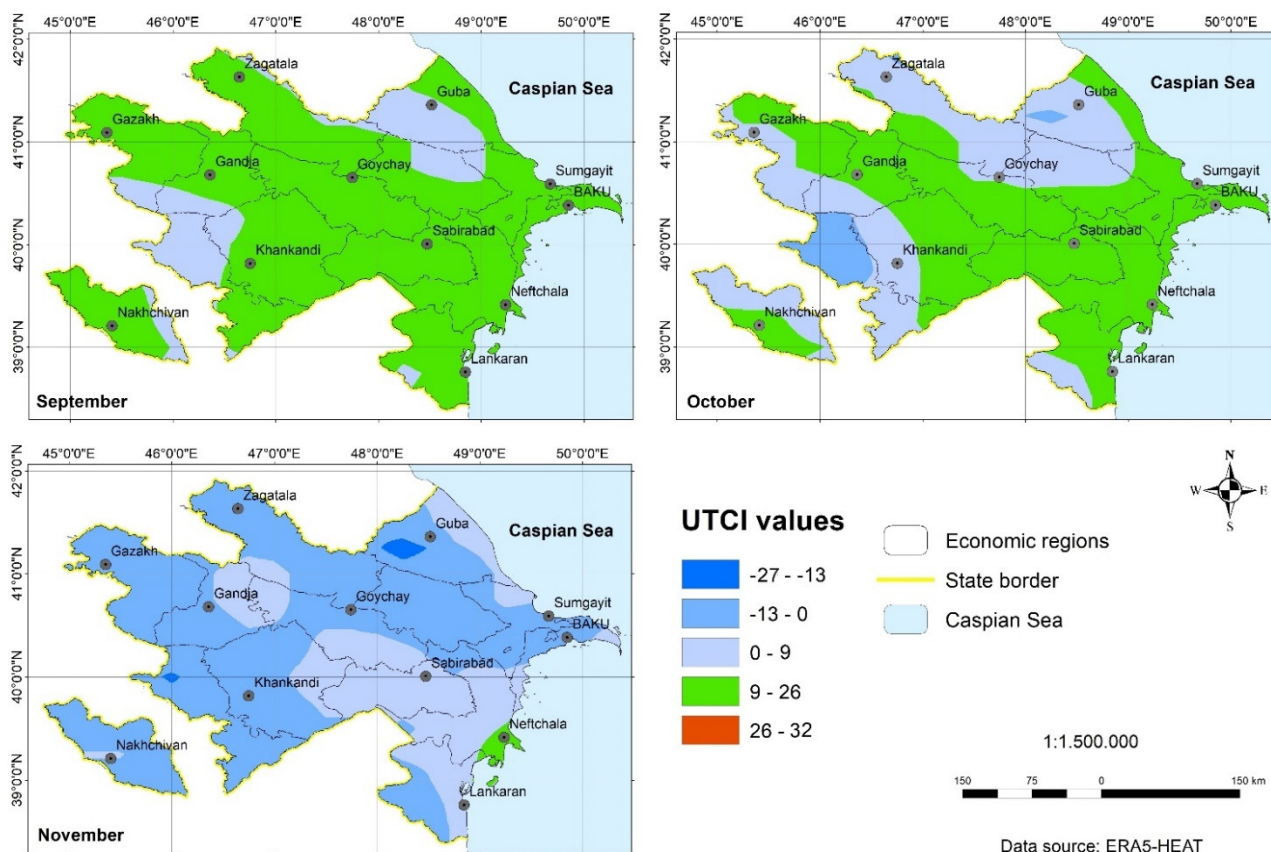 45°0'0"E 46°0'0"E 47°0'0"E 48°0'0"E 49°0'0"E 50°0'0"E
42°0'0"N
41°0'0"N
40°0'0"N
39°0'0"N
Zagatala
Caspian Sea
Guba
Gazakh
Gandja
Goychay
Sumgayit
BAKU
Sabirabad
Khankandi
Neftchala
Nakhchivan
Lankaran
September
45°0'0"E 46°0'0"E 47°0'0"E 48°0'0"E 49°0'0"E 50°0'0"E
42°0'0"N
41°0'0"N
40°0'0"N
39°0'0"N
Zagatala
Caspian Sea
Guba
Gazakh
Gandja
Goychay
Sumgayit
BAKU
Sabirabad
Khankandi
Neftchala
Nakhchivan
Lankaran
October
45°0'0"E 46°0'0"E 47°0'0"E 48°0'0"E 49°0'0"E 50°0'0"E
42°0'0"N
41°0'0"N
40°0'0"N
39°0'0"N
Zagatala
Caspian Sea
Guba
Gazakh
Gandja
Goychay
Sumgayit
BAKU
Sabirabad
Khankandi
Neftchala
Nakhchivan
Lankaran
November
N
W E
S
UTCI values
-27 - -13
-13 - 0
0 - 9
9 - 26
26 - 32
Economic regions
State border
Caspian Sea
1:1.500.000
150 75 0 150 km
Data source: ERA5-HEAT